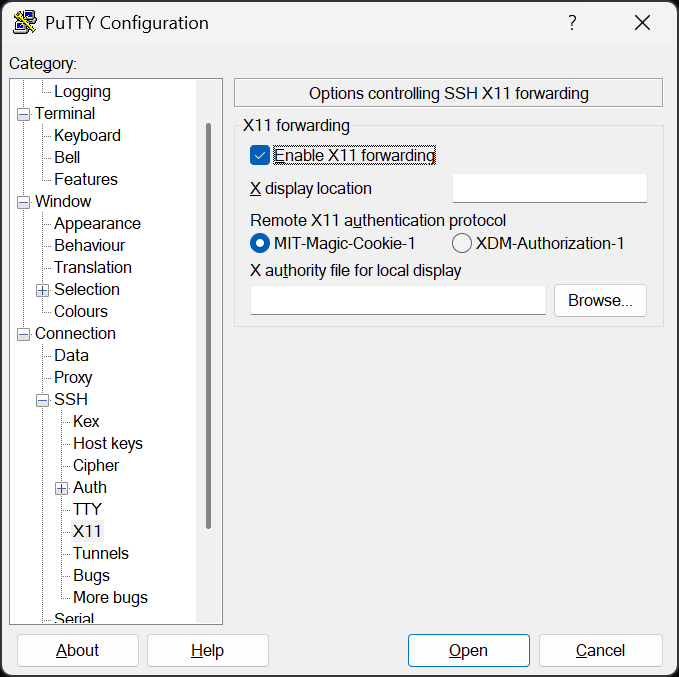 PuTTY Configuration
Category:
Logging
Terminal
Keyboard
Bell
Features
Window
Appearance
Behaviour
Translation
Selection
Colours
Connection
Data
Proxy
SSH
Kex
Host keys
Cipher
Auth
TTY
X11
Tunnels
Bugs
More bugs
Serial
Options controlling SSH X11 forwarding
X11 forwarding
Enable X11 forwarding
X display location
Remote X11 authentication protocol
MIT-Magic-Cookie-1 XDM-Authorization-1
X authority file for local display
Browse...
About Help Open Cancel